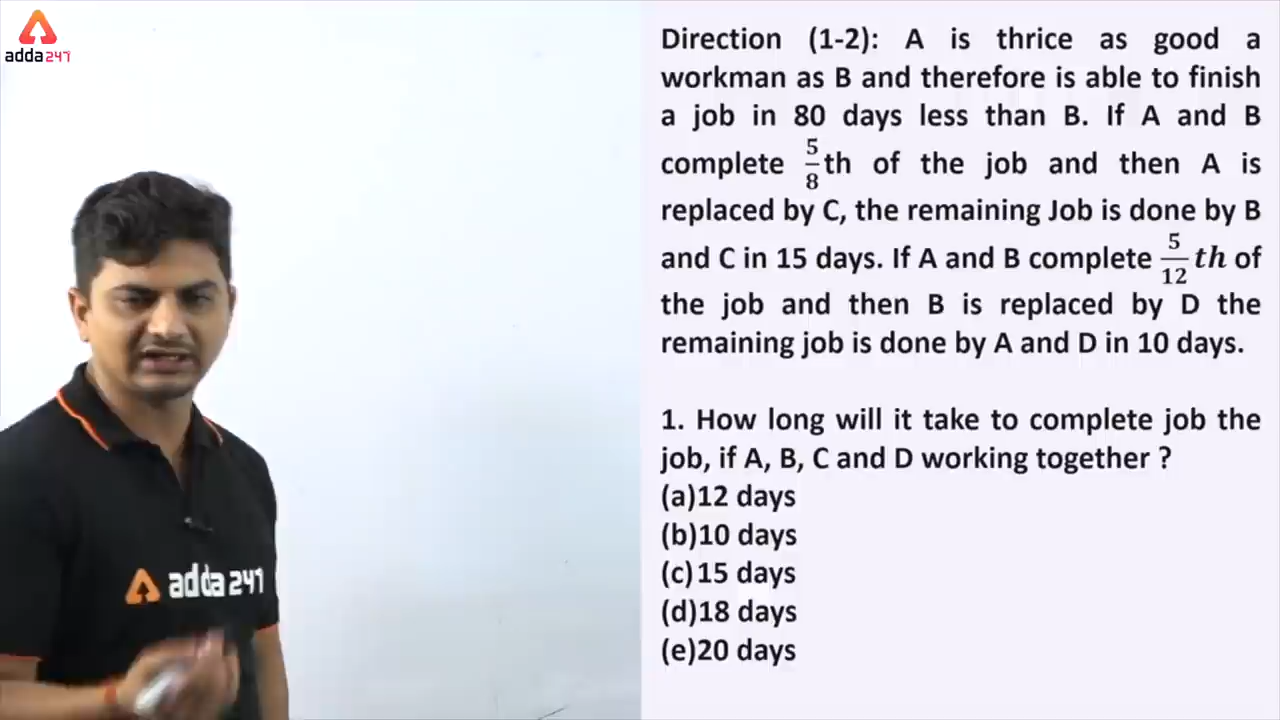 adda247
Direction (1-2): A is thrice as good a
workman as B and therefore is able to finish
a job in 80 days less than B. If A and B
complete 5/8th of the job and then A is
replaced by C, the remaining Job is done by B
and C in 15 days. If A and B complete 5/12 th of
the job and then B is replaced by D the
remaining job is done by A and D in 10 days.
1. How long will it take to complete job the
job, if A, B, C and D working together ?
(a)12 days
(b)10 days
(c)15 days
(d)18 days
(e)20 days
adda247